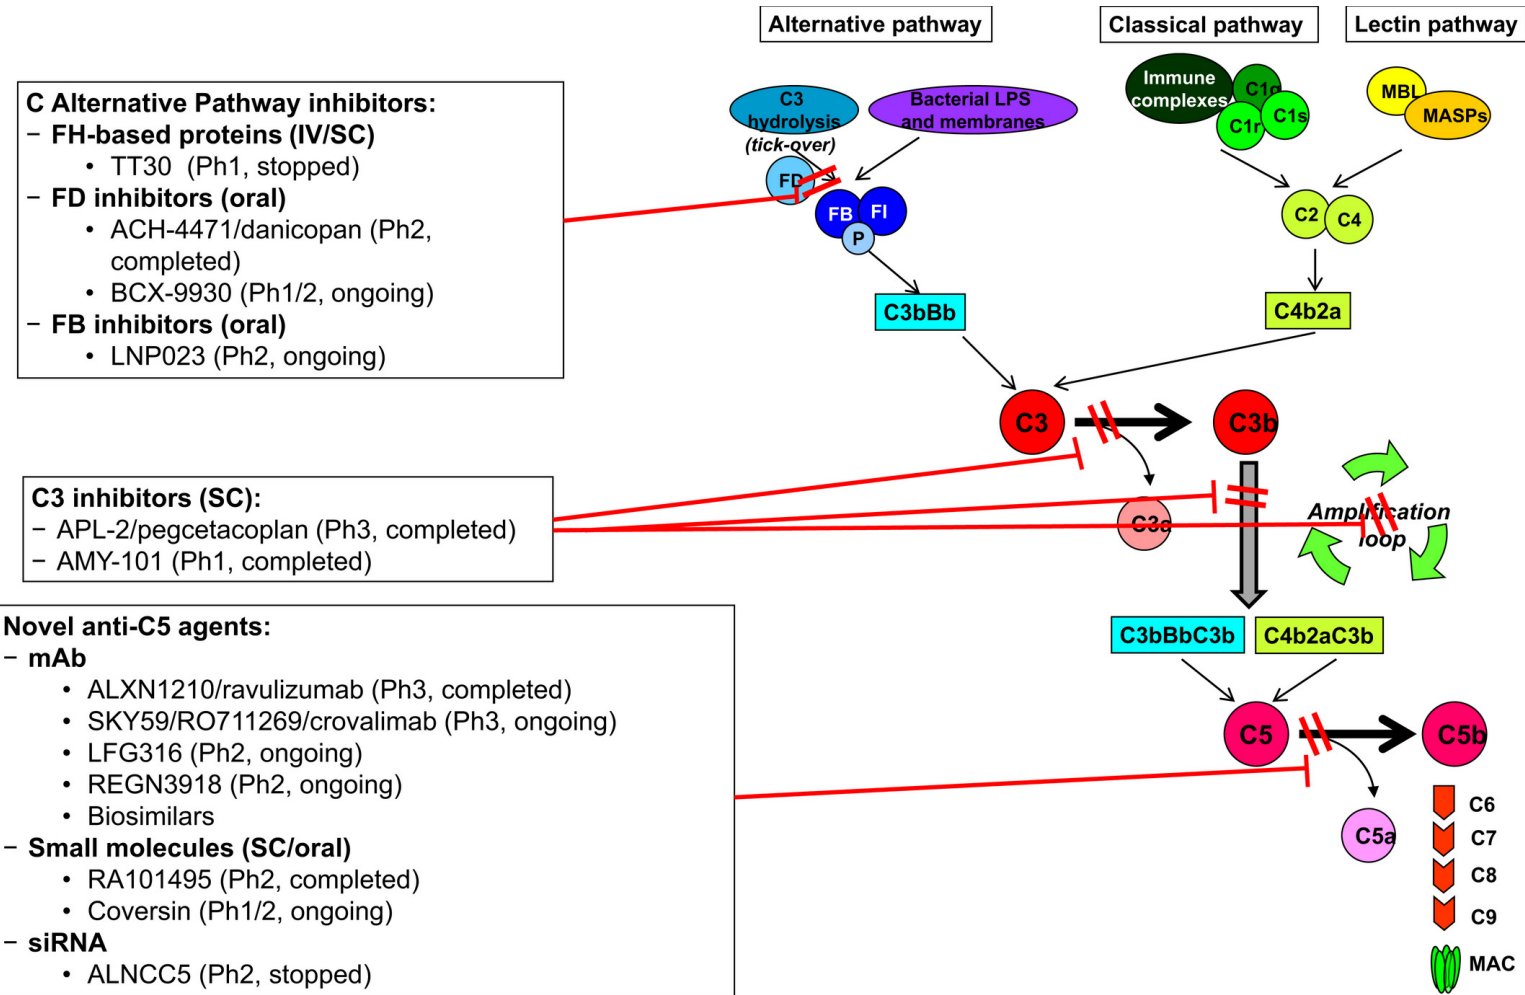 Alternative pathway
Classical pathway
Lectin pathway
C Alternative Pathway inhibitors:
− FH-based proteins (IV/SC)
• TT30 (Ph1, stopped)
− FD inhibitors (oral)
• ACH-4471/danicopan (Ph2,
completed)
• BCX-9930 (Ph1/2, ongoing)
− FB inhibitors (oral)
• LNP023 (Ph2, ongoing)
C3
hydrolysis
(tick-over)
Bacterial LPS
and membranes
Immune
complexes
C1q
C1r
C1s
MBL
MASPs
FD
FB
FI
P
C2
C4
C3bBb
C4b2a
C3
C3b
C3 inhibitors (SC):
− APL-2/pegcetacoplan (Ph3, completed)
− AMY-101 (Ph1, completed)
C3a
Amplification
loop
Novel anti-C5 agents:
− mAb
• ALXN1210/ravulizumab (Ph3, completed)
• SKY59/RO711269/crovalimab (Ph3, ongoing)
• LFG316 (Ph2, ongoing)
• REGN3918 (Ph2, ongoing)
• Biosimilars
− Small molecules (SC/oral)
• RA101495 (Ph2, completed)
• Coversin (Ph1/2, ongoing)
− siRNA
• ALNCC5 (Ph2, stopped)
C3bBbC3b
C4b2aC3b
C5
C5b
C5a
C6
C7
C8
C9
MAC